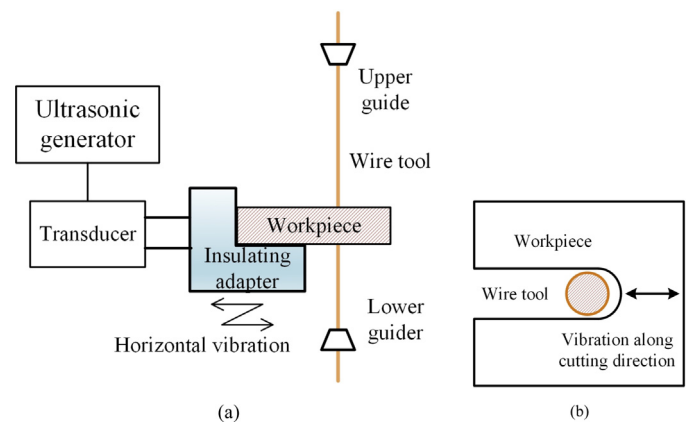 Ultrasonic
generator
Transducer
Insulating
adapter
Workpiece
Upper
guide
Wire tool
Lower
guider
Horizontal vibration
(a)
Workpiece
Wire tool
Vibration along
cutting direction
(b)